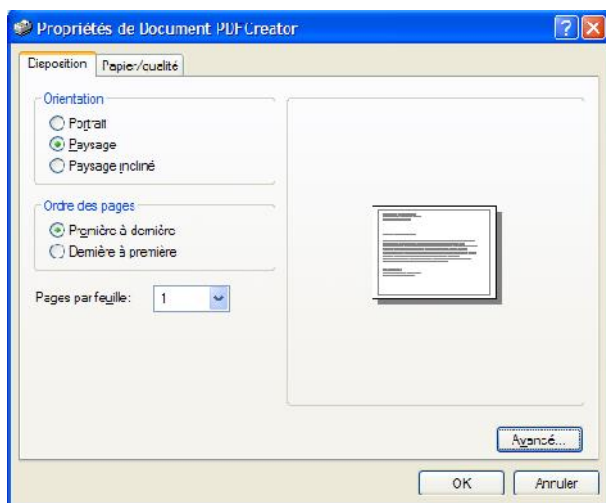 Propriétés de Document PDFCreator
Disposition
Papier/qualité
Orientation
Portrait
Paysage
Paysage incliné
Ordre des pages
Première à dernière
Dernière à première
Pages par feuille:
1
Avancé...
OK
Annuler